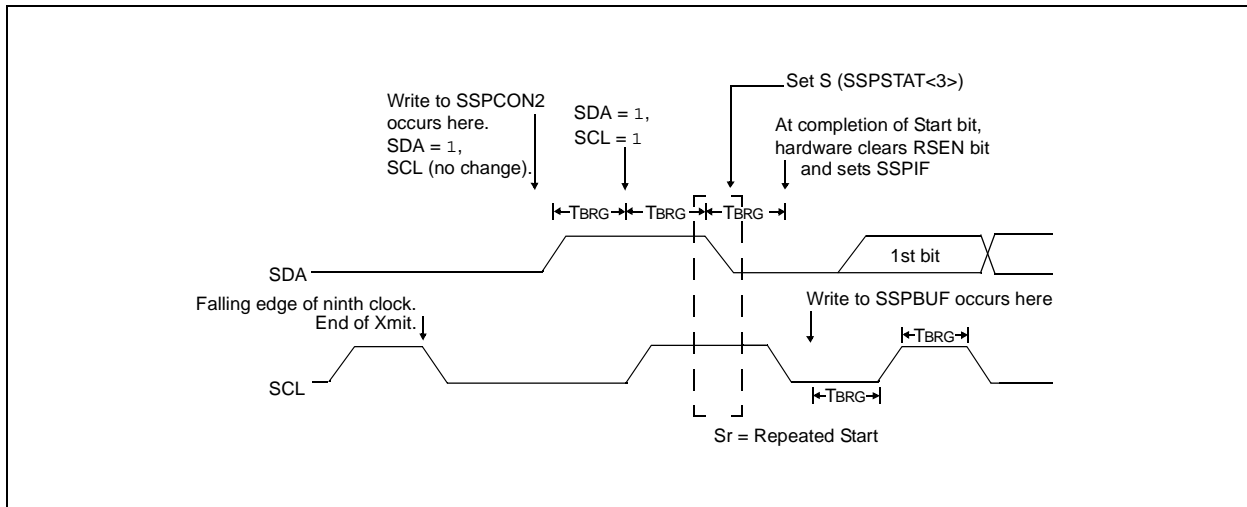 Set S (SSPSTAT<3>)
Write to SSPCON2
occurs here.
SDA = 1,
SCL (no change).
SDA = 1,
SCL = 1
At completion of Start bit,
hardware clears RSEN bit
and sets SSPIF
TBRG
TBRG
TBRG
SDA
1st bit
Falling edge of ninth clock.
End of Xmit.
Write to SSPBUF occurs here
TBRG
SCL
TBRG
Sr = Repeated Start